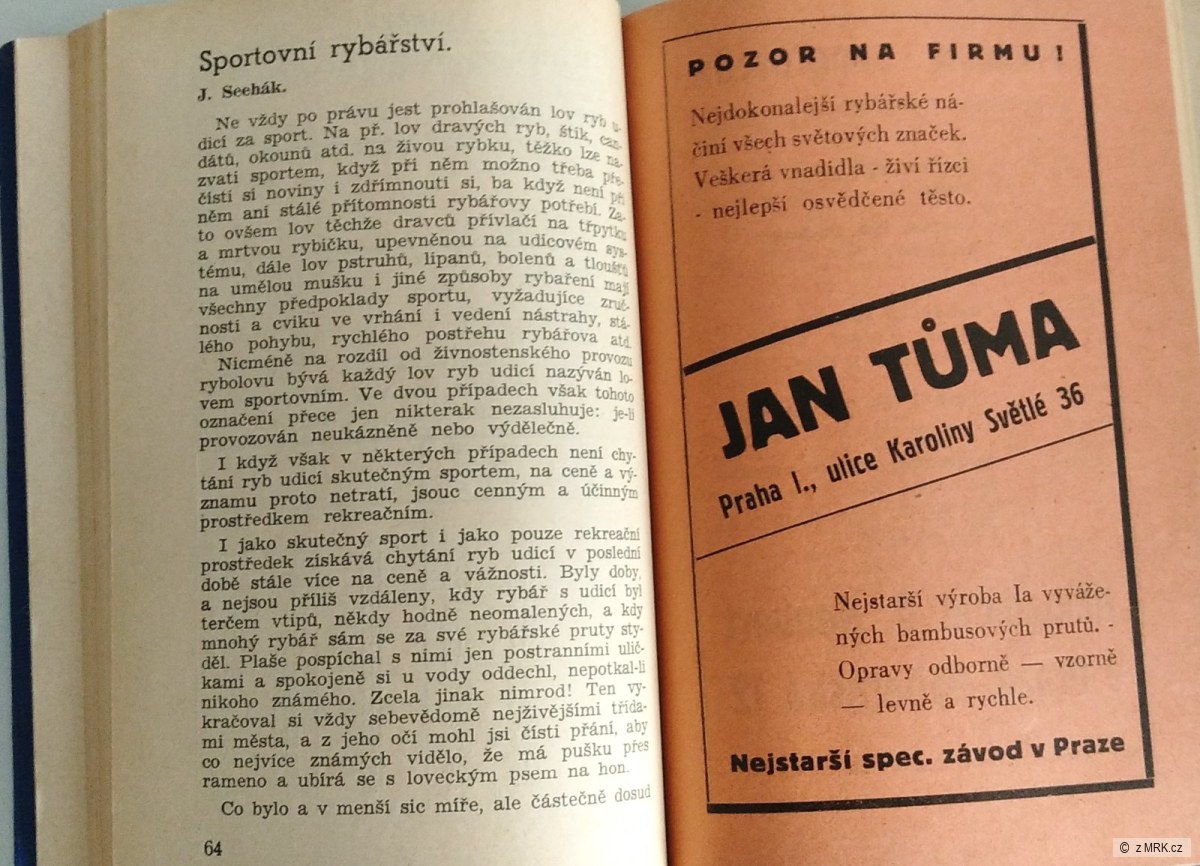 Sportovní rybářství.
J. Seehák.
Ne vždy po právu jest prohlašován lov ryb u-
dicí za sport. Na př. lov dravých ryb, štik, can-
dátů, okounů atd. na živou rybku, těžko lze na-
zvati sportem, když při něm možno třeba pře-
čísti si noviny i zdřímnouti si, ba když není při
něm ani stálé přítomnosti rybářovy potřebí. Za-
to ovšem lov těchže dravců přívlačí na třpytku
a mrtvou rybičku, upevněnou na udicovém sys-
tému, dále lov pstruhů, lipanů, bolenů a tloušťů
na umělou mušku i jiné způsoby rybaření mají
všechny předpoklady sportu, vyžadujíce zruč-
nosti a cviku ve vrhání i vedení nástrahy, stá-
lého pohybu, rychlého postřehu rybářova atd.
Nicméně na rozdíl od živnostenského provozu
rybolovu bývá každý lov ryb udicí nazýván lo-
vem sportovním. Ve dvou případech však tohoto
označení přece jen nikterak nezasluhuje: je-li
provozován neukázněně nebo výdělečně.
I když však v některých případech není chy-
tání ryb udicí skutečným sportem, na ceně a vý-
znamu proto netratí, jsouc cenným a účinným
prostředkem rekreačním.
I jako skutečný sport i jako pouze rekreační
prostředek získává chytání ryb udicí v poslední
době stále více na ceně a vážnosti. Byly doby,
a nejsou příliš vzdáleny, kdy rybář s udicí byl
terčem vtipů, někdy hodně neomalených, a kdy
mnohý rybář sám se za své rybářské pruty sty-
děl. Plaše pospíchal s nimi jen postranními ulič-
kami a spokojeně si u vody oddechl, nepotkal-li
nikoho známého. Zcela jinak nimrod! Ten vy-
kračoval si vždy sebevědomě nejživějšími třída-
mi města, a z jeho očí mohl jsi čísti přání, aby
co nejvíce známých vidělo, že má pušku přes
rameno a ubírá se s loveckým psem na hon.
Co bylo a v menší sic míře, ale částečně dosud
64
POZOR NA FIRMU!
Nejdokonalejší rybářské ná-
činí všech světových značek.
Veškerá vnadidla - živí řízci
- nejlepší osvědčené těsto.
JAN TŮMA
Praha I., ulice Karoliny Světlé 36
Nejstarší výroba Ia vyváže-
ných bambusových prutů. -
Opravy odborně — vzorně
— levně a rychle.
Nejstarší spec. závod v Praze
© z MRK.cz